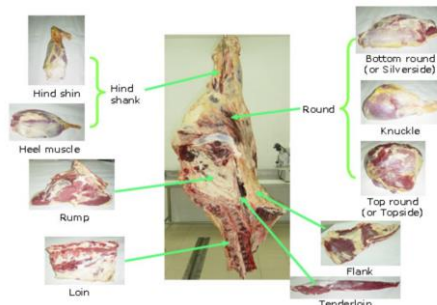 Hind shin
Heel muscle
Hind
shank
Rump
Loin
Bottom round
(or Silverside)
Round
Knuckle
Top round
(or Topside)
Flank
Tenderloin